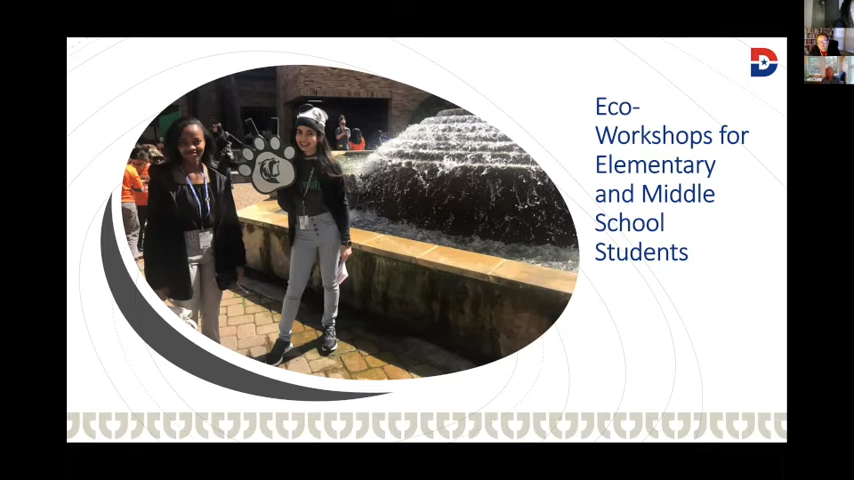 Eco-
Workshops for
Elementary
and Middle
School
Students
D
C